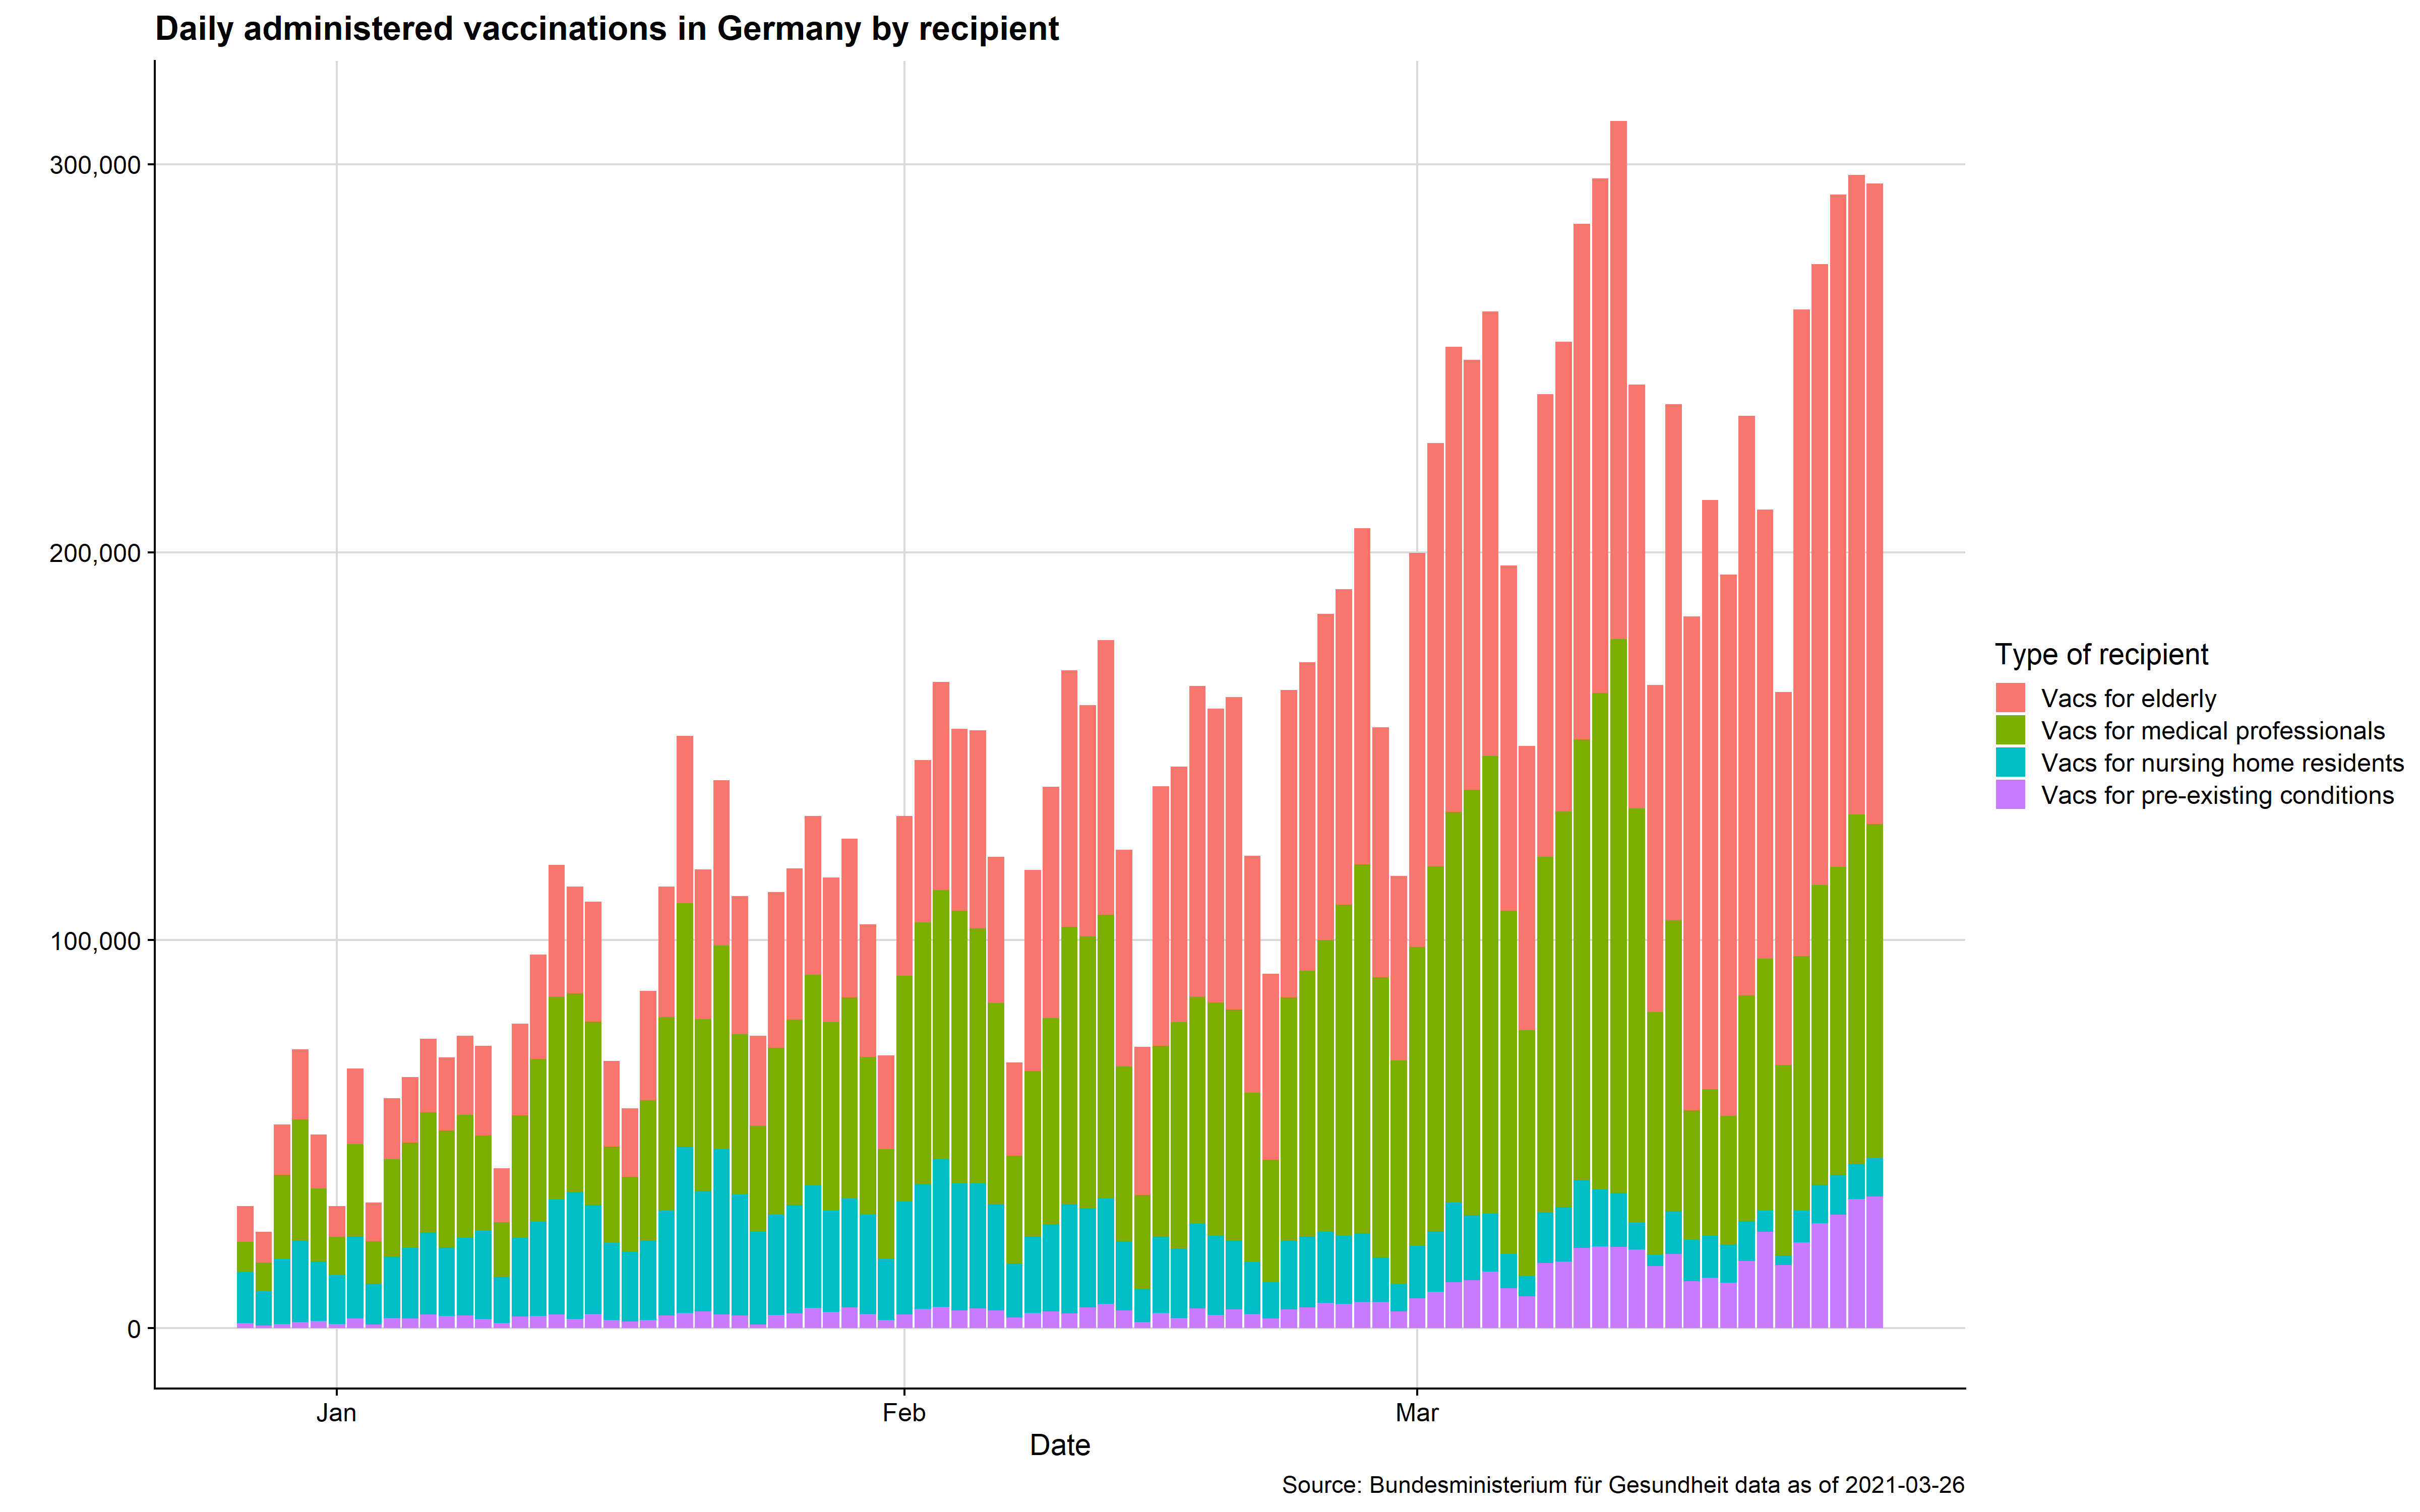 Daily administered vaccinations in Germany by recipient
300,000
200,000
100,000
0
Jan
Feb
Mar
Date
Type of recipient
Vacs for elderly
Vacs for medical professionals
Vacs for nursing home residents
Vacs for pre-existing conditions
Source: Bundesministerium für Gesundheit data as of 2021-03-26